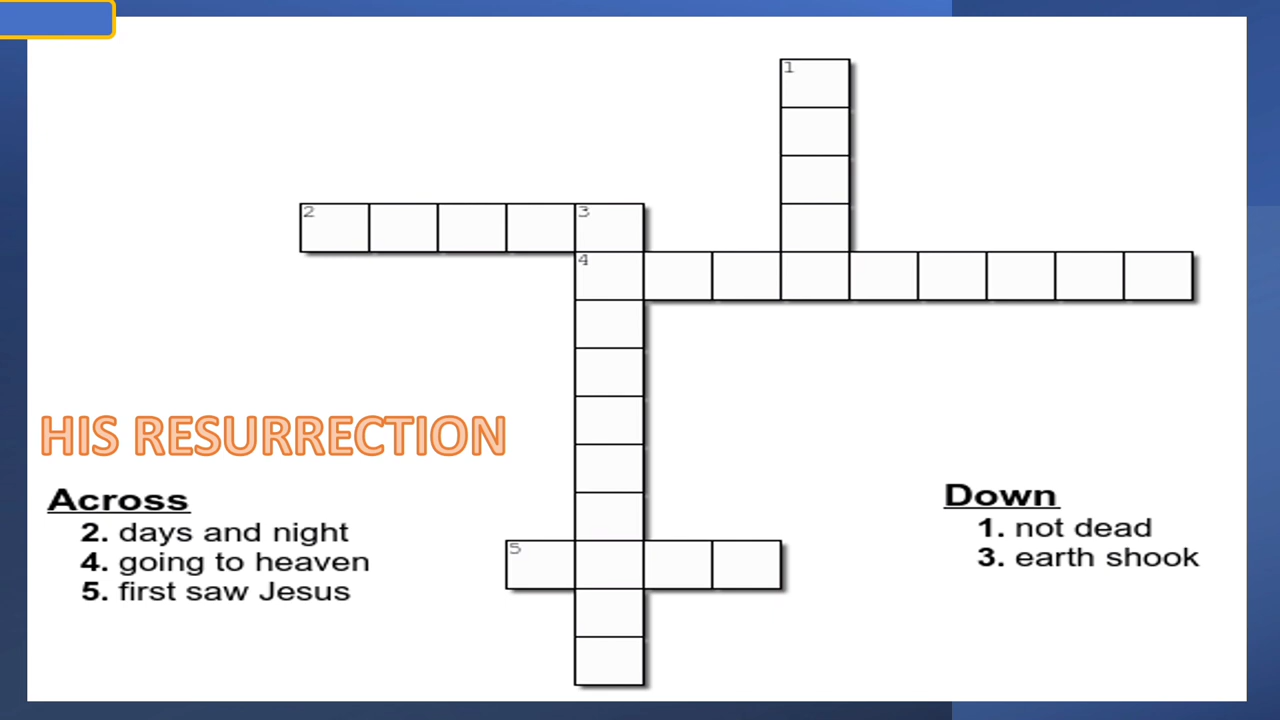 1
2
3
4
HIS RESURRECTION
Across
2. days and night
4. going to heaven
5. first saw Jesus
Down
1. not dead
3. earth shook
5